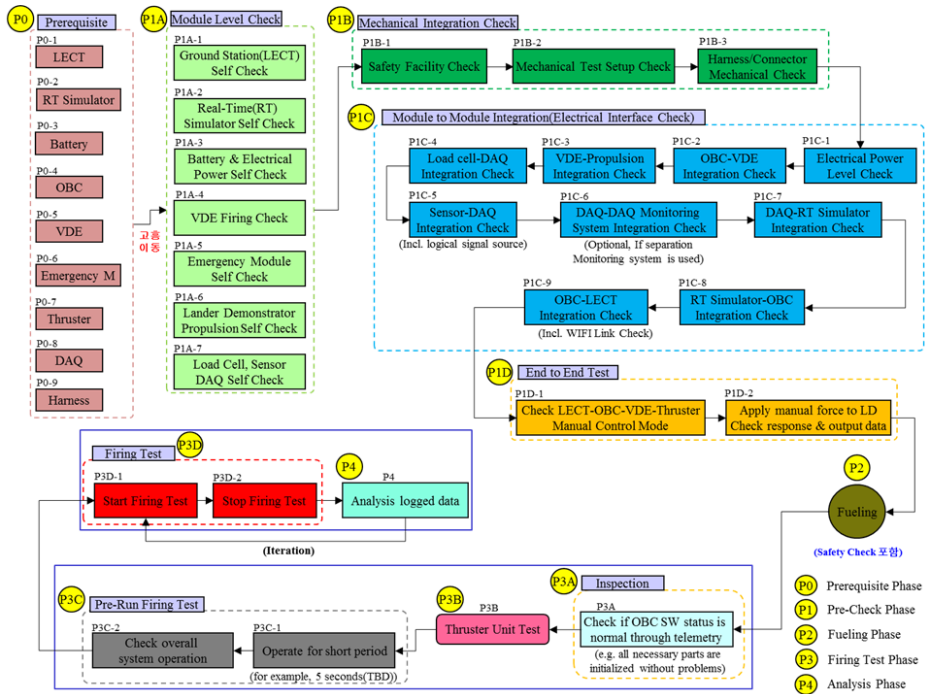 P0
Prerequisite
P0-1
LECT
P0-2
RT Simulator
P0-3
Battery
P0-4
OBC
P0-5
VDE
P0-6
Emergency M
P0-7
Thruster
P0-8
DAQ
P0-9
Harness
고흥
이동
P1A
Module Level Check
P1A-1
Ground Station(LECT)
Self Check
P1A-2
Real-Time(RT)
Simulator Self Check
P1A-3
Battery & Electrical
Power Self Check
P1A-4
VDE Firing Check
P1A-5
Emergency Module
Self Check
P1A-6
Lander Demonstrator
Propulsion Self Check
P1A-7
Load Cell, Sensor
DAQ Self Check
P1B
Mechanical Integration Check
P1B-1
Safety Facility Check
P1B-2
Mechanical Test Setup Check
P1B-3
Harness/Connector
Mechanical Check
P1C
Module to Module Integration(Electrical Interface Check)
P1C-1
Electrical Power
Level Check
P1C-2
OBC-VDE
Integration Check
P1C-3
VDE-Propulsion
Integration Check
P1C-4
Load cell-DAQ
Integration Check
P1C-5
Sensor-DAQ
Integration Check
(Incl. logical signal source)
P1C-6
DAQ-DAQ Monitoring
System Integration Check
(Optional, If separation
Monitoring system is used)
P1C-7
DAQ-RT Simulator
Integration Check
P1C-8
RT Simulator-OBC
Integration Check
P1C-9
OBC-LECT
Integration Check
(Incl. WIFI Link Check)
P1D
End to End Test
P1D-1
Check LECT-OBC-VDE-Thruster
Manual Control Mode
P1D-2
Apply manual force to LD
Check response & output data
P2
Fueling
(Safety Check 포함)
P3A
Inspection
P3A
Check if OBC SW status is
normal through telemetry
(e.g. all necessary parts are
initialized without problems)
P3B
P3B
Thruster Unit Test
P3C
Pre-Run Firing Test
P3C-1
Operate for short period
(for example, 5 seconds(TBD))
P3C-2
Check overall
system operation
Firing Test
P3D
P3D-1
Start Firing Test
P3D-2
Stop Firing Test
P4
P4
Analysis logged data
(Iteration)
P0 Prerequisite Phase
P1 Pre-Check Phase
P2 Fueling Phase
P3 Firing Test Phase
P4 Analysis Phase